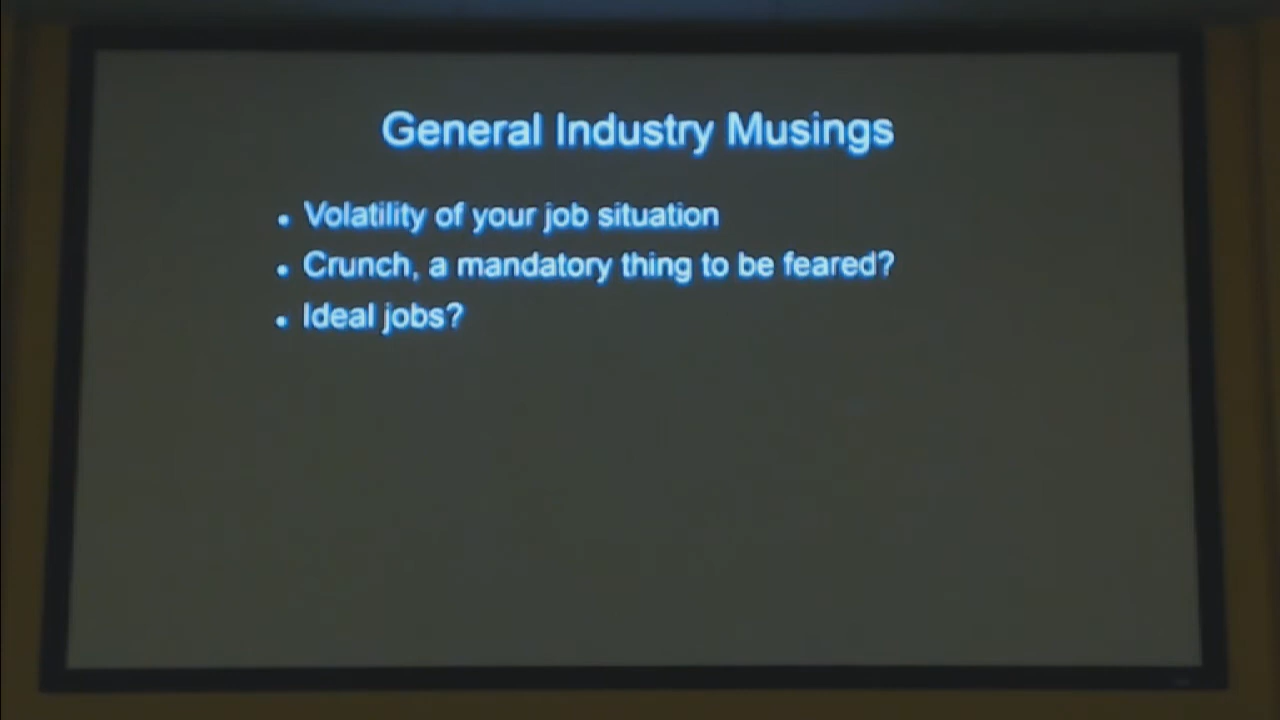 General Industry Musings
• Volatility of your job situation
• Crunch, a mandatory thing to be feared?
• Ideal jobs?